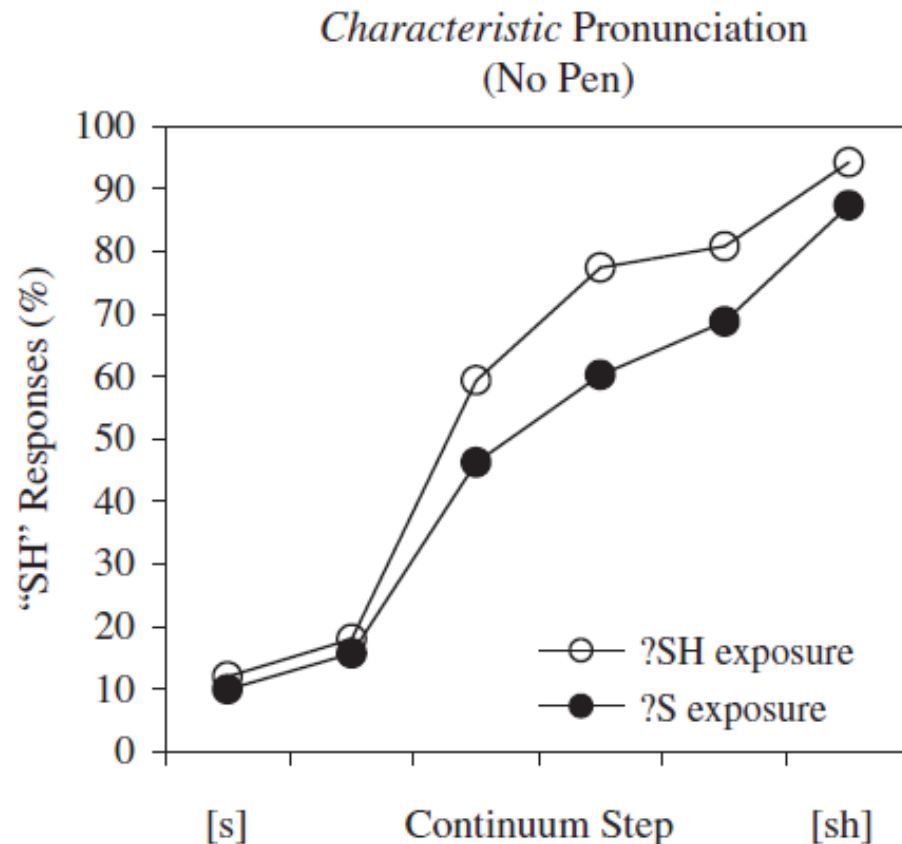 Characteristic Pronunciation
(No Pen)
100
90
80
70
60
50
40
30
20
10
0
“SH” Responses (%)
?SH exposure
?S exposure
[s] Continuum Step [sh]